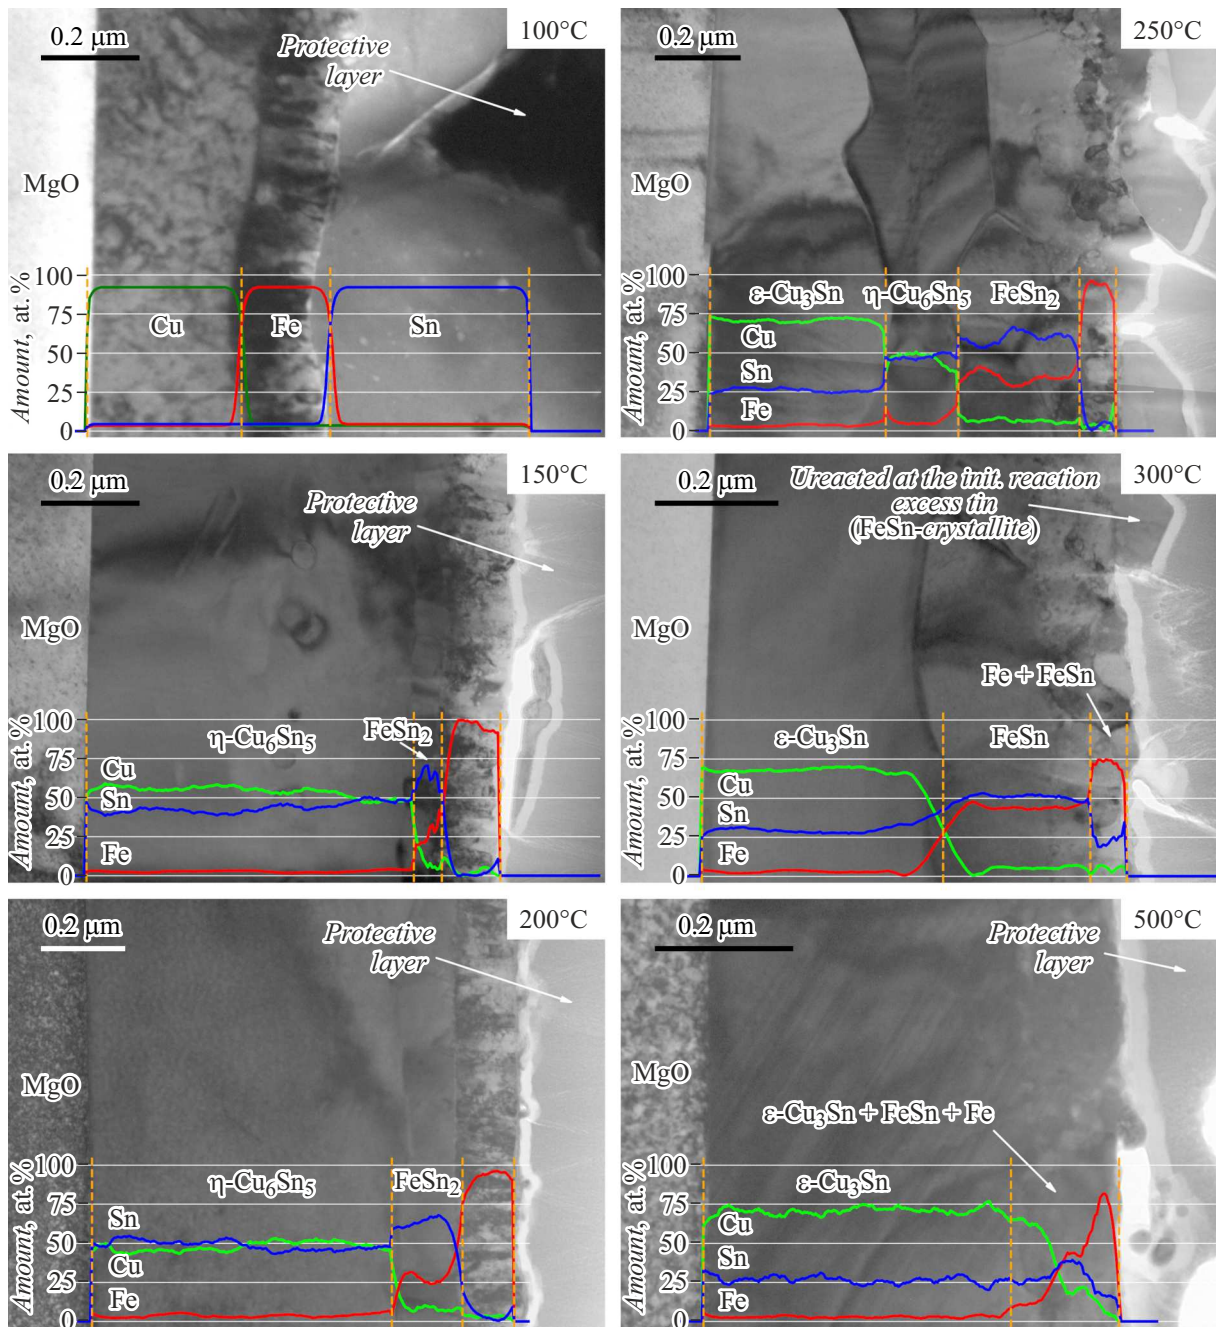 0.2 μm
Protective
layer
100°C
MgO
Amount, at. %
100
75
50
25
0
Cu
Fe
Sn
0.2 μm
250°C
MgO
Amount, at. %
100
75
50
25
0
ε-Cu3Sn
η-Cu6Sn5
FeSn2
Cu
Sn
Fe
0.2 μm
Protective
layer
150°C
MgO
Amount, at. %
100
75
50
25
0
η-Cu6Sn5
FeSn2
Cu
Sn
Fe
0.2 μm
Ureacted at the init. reaction
excess tin
(FeSn-crystallite)
300°C
MgO
Fe + FeSn
Amount, at. %
100
75
50
25
0
ε-Cu3Sn
FeSn
Cu
Sn
Fe
0.2 μm
Protective
layer
200°C
MgO
Amount, at. %
100
75
50
25
0
η-Cu6Sn5
FeSn2
Sn
Cu
Fe
0.2 μm
Protective
layer
500°C
MgO
ε-Cu3Sn + FeSn + Fe
Amount, at. %
100
75
50
25
0
ε-Cu3Sn
Cu
Sn
Fe